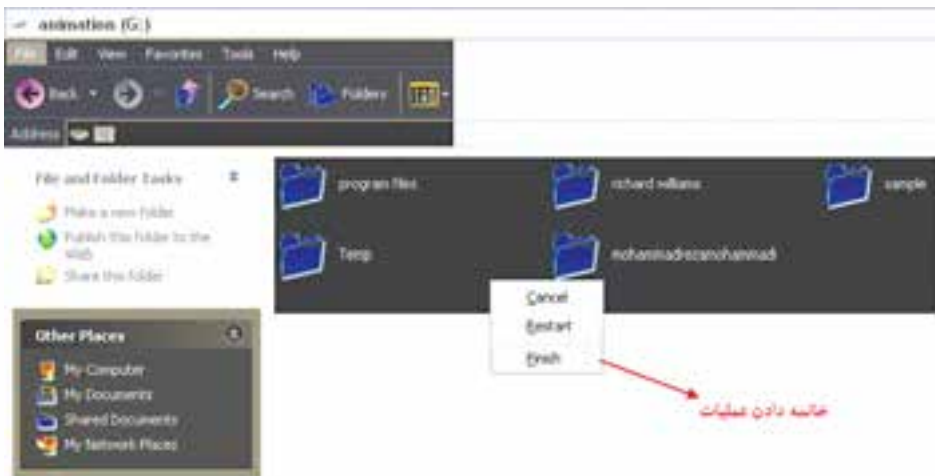 animation (G:)
File Edit View Favorites Tools Help
Back Search Folders
Address
File and Folder Tasks
Make a new folder
Publish this folder to the
Web
Share this folder
program files richard williams sample
Temp mohammadrezamohammadi
Cancel
Restart
Finish
خاتمه دادن عملیات
Other Places
My Computer
My Documents
Shared Documents
My Network Places